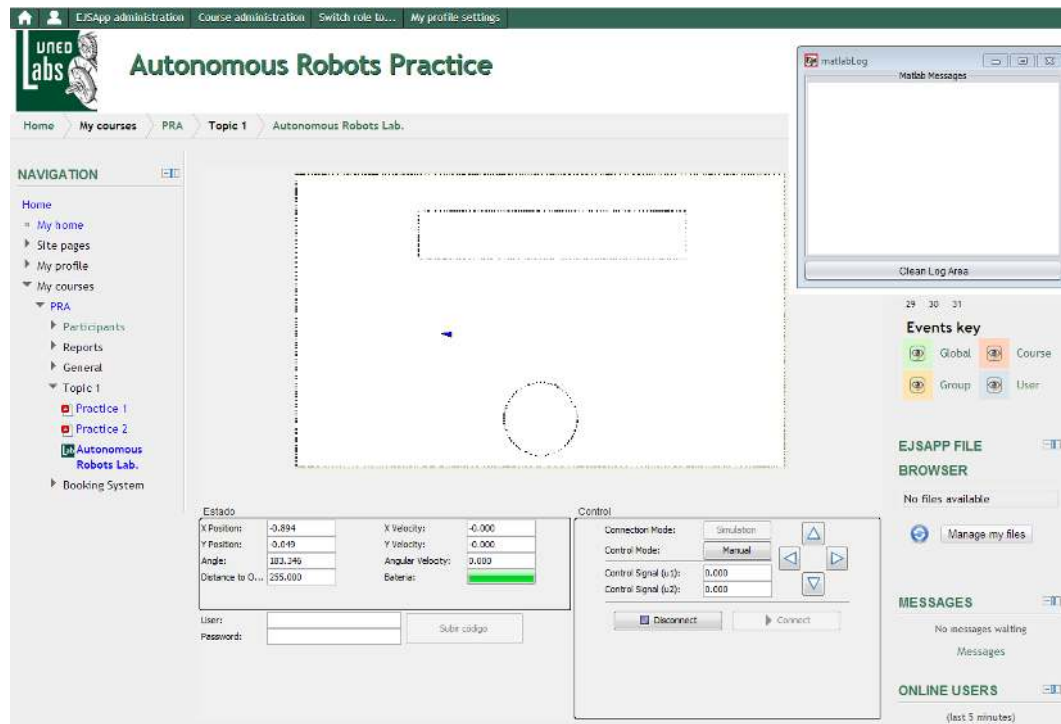 EJSApp administration Course administration Switch role to... My profile settings
UNED
Labs
Autonomous Robots Practice
matlabLog
Matlab Messages
Clean Log Area
Home My courses PRA Topic 1 Autonomous Robots Lab.
NAVIGATION
Home
My home
Site pages
My profile
My courses
PRA
Participants
Reports
General
Topic 1
Practice 1
Practice 2
Autonomous
Robots Lab.
Booking System
29 30 31
Events key
Global Course
Group User
EJSAPP FILE
BROWSER
No files available
Manage my files
MESSAGES
No messages waiting
Messages
ONLINE USERS
(last 5 minutes)
Estado
X Position: -0.894 X Velocity: -0.000
Y Position: -0.049 Y Velocity: -0.000
Angle: 183.346 Angular Velocity: 0.000
Distance to O... 255.000 Bateria:
User:
Password:
Subir código
Control
Connection Mode: Simulation
Control Mode: Manual
Control Signal (u1): 0.000
Control Signal (u2): 0.000
Disconnect Connect